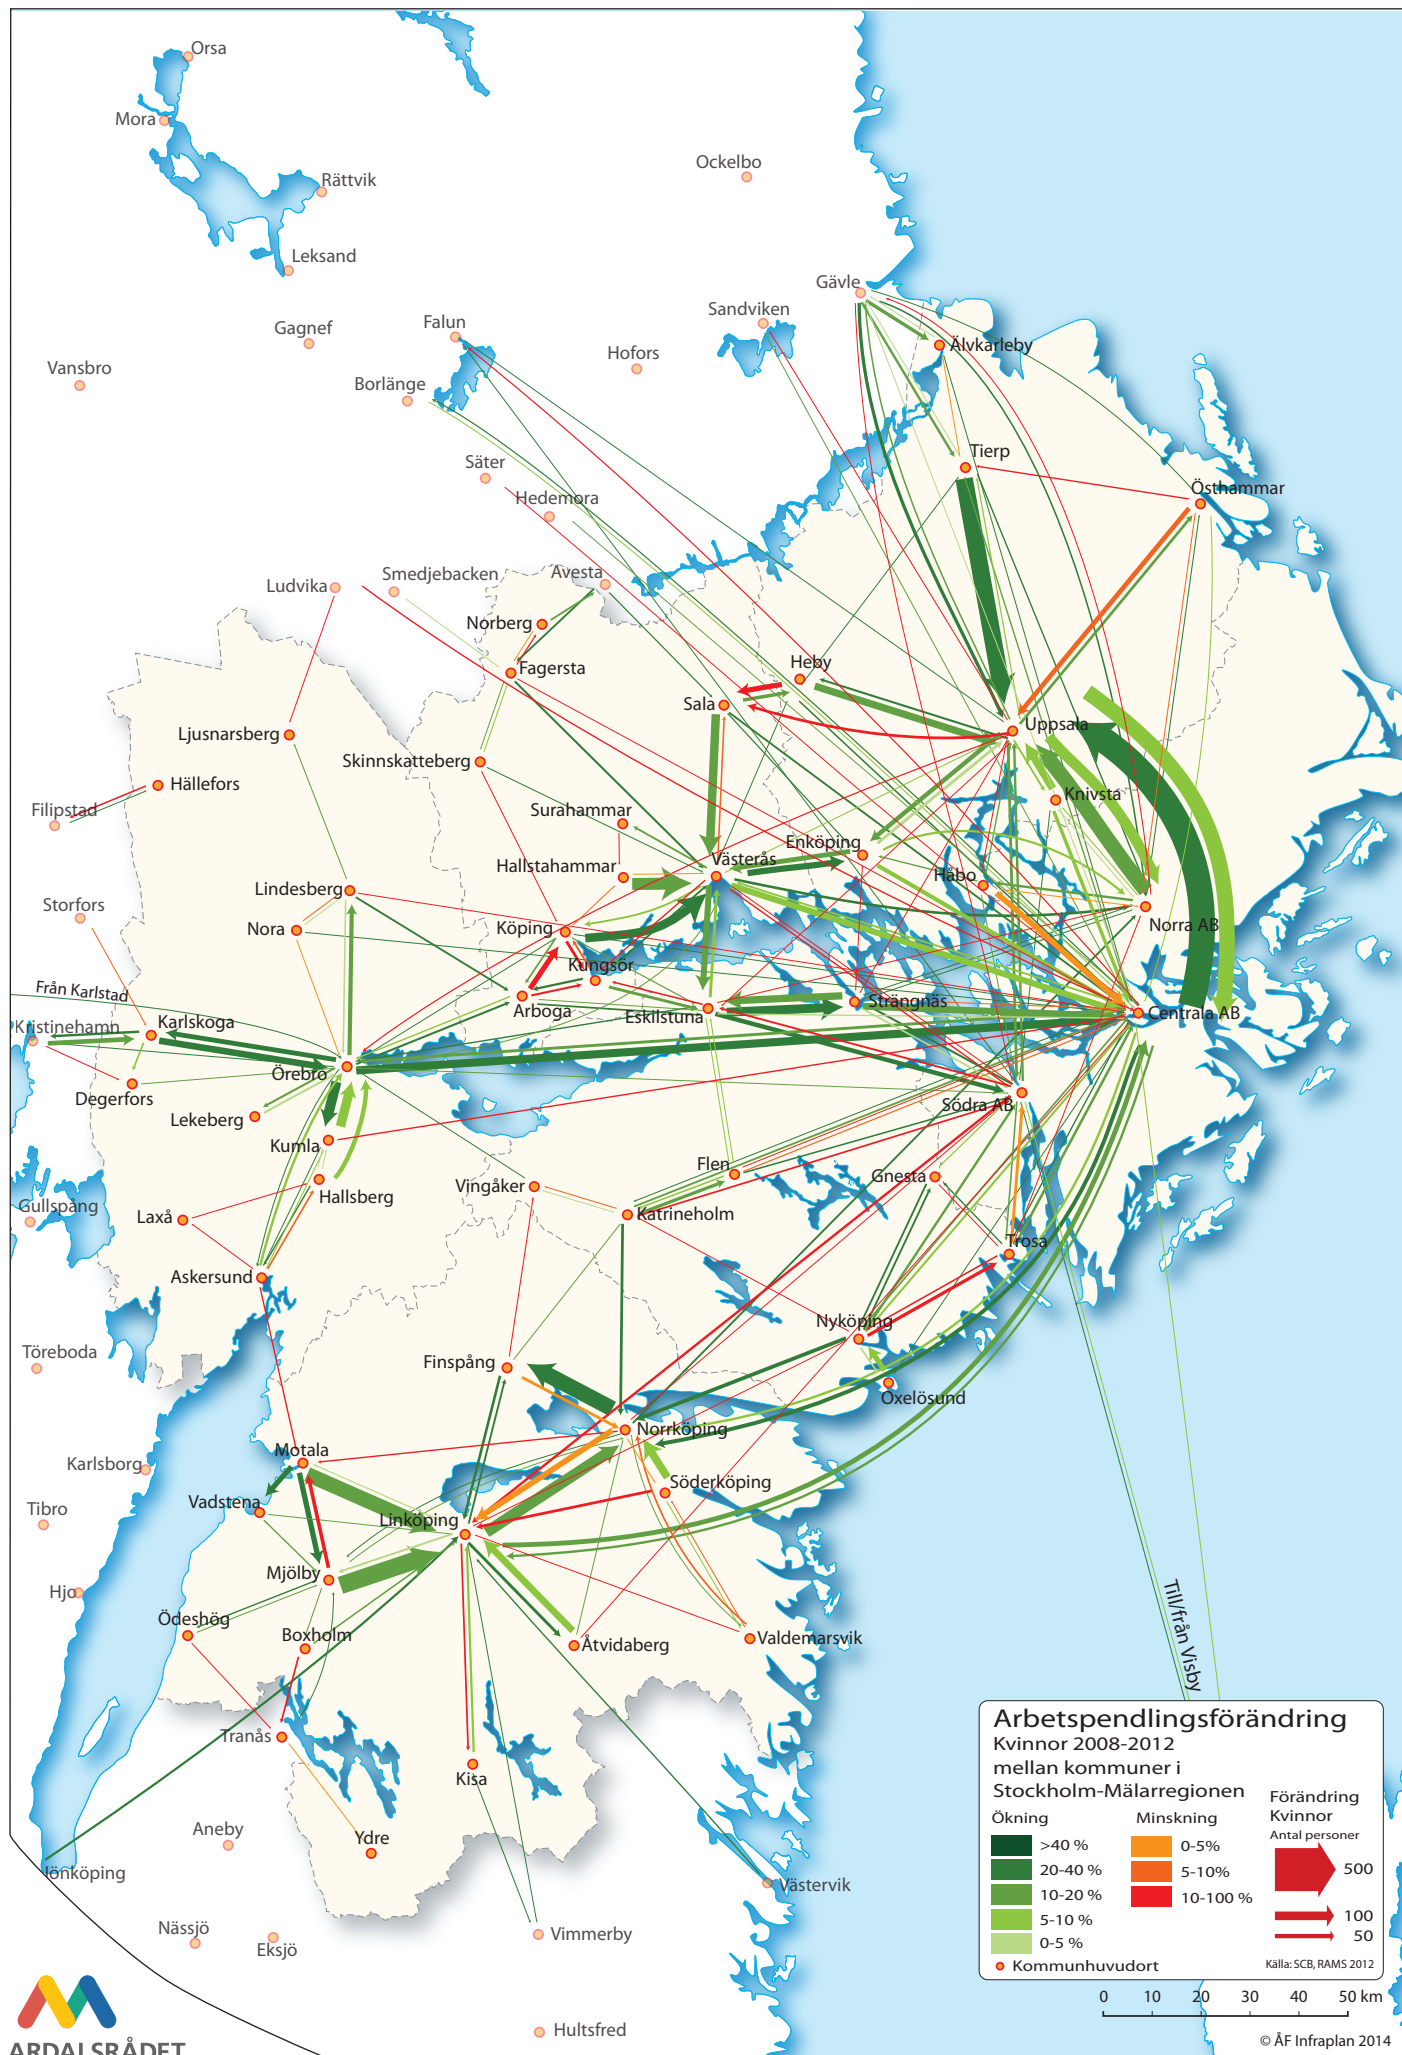 Orsa
Mora
Ockelbo
Rättvik
Leksand
Gävle
Sandviken
Falun
Gagnef
Älvkarleby
Hofors
Vansbro
Borlänge
Tierp
Säter
Östhammar
Hedemora
Avesta
Smedjebacken
Ludvika
Norberg
Heby
Fagersta
Sala
Uppsala
Ljusnarsberg
Skinnskatteberg
Hällefors
Knivsta
Filipstad
Surahammar
Enköping
Västerås
Hallstahammar
Håbo
Lindesberg
Storfors
Nora
Köping
Norra AB
Kungsör
Från Karlstad
Strängnäs
Arboga
Eskilstuna
Centrala AB
Karlskoga
Kristinehamn
Örebro
Degerfors
Södra AB
Lekeberg
Kumla
Flen
Gnesta
Vingåker
Hallsberg
Gullspång
Laxå
Katrineholm
Trosa
Askersund
Nyköping
Töreboda
Finspång
Oxelösund
Norrköping
Motala
Karlsborg
Söderköping
Vadstena
Tibro
Linköping
Mjölby
Hjo
Till/från Visby
Ödeshög
Boxholm
Åtvidaberg
Valdemarsvik
Tranås
Kisa
Aneby
Ydre
Jönköping
Västervik
Nässjö
Eksjö
Vimmerby
Hultsfred
Arbetspendlingsförändring
Kvinnor 2008-2012
mellan kommuner i
Stockholm-Mälarregionen
Ökning
>40 %
20-40 %
10-20 %
5-10 %
0-5 %
Minskning
0-5%
5-10%
10-100 %
Förändring
Kvinnor
Antal personer
500
100
50
Kommunhuvudort
Källa: SCB, RAMS 2012
0 10 20 30 40 50 km
© ÅF Infraplan 2014
ARDALSRÅDET